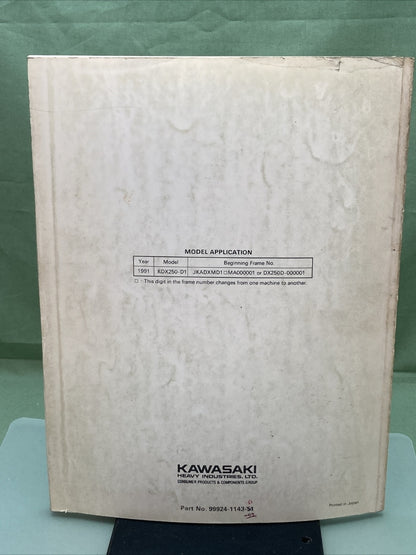 MODEL APPLICATION
Year Model Beginning Frame No.
1991 KDX250-D1 JKADXMD1□MA000001 or DX250D-000001
□ : This digit in the frame number changes from one machine to another.
KAWASAKI
HEAVY INDUSTRIES, LTD.
CONSUMER PRODUCTS & COMPONENTS GROUP
Part No. 99924-1143-51
-52
Printed in Japan